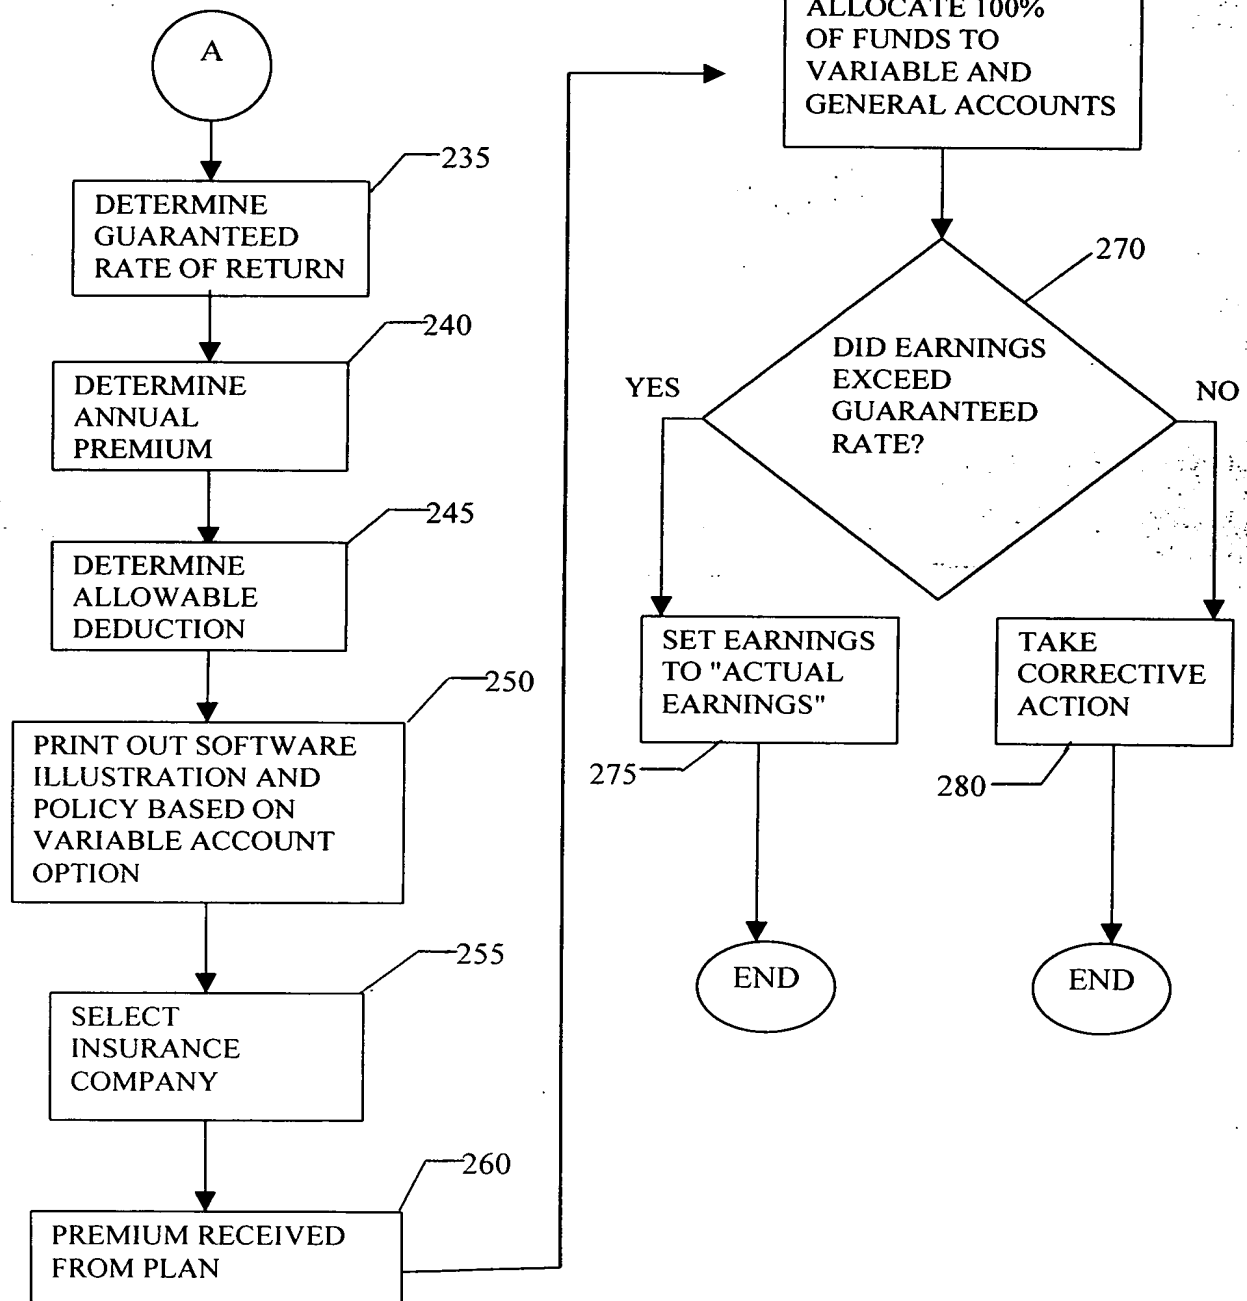 A
235
DETERMINE
GUARANTEED
RATE OF RETURN
240
DETERMINE
ANNUAL
PREMIUM
245
DETERMINE
ALLOWABLE
DEDUCTION
250
PRINT OUT SOFTWARE
ILLUSTRATION AND
POLICY BASED ON
VARIABLE ACCOUNT
OPTION
255
SELECT
INSURANCE
COMPANY
260
PREMIUM RECEIVED
FROM PLAN
ALLOCATE 100%
OF FUNDS TO
VARIABLE AND
GENERAL ACCOUNTS
270
DID EARNINGS
EXCEED
GUARANTEED
RATE?
YES
NO
SET EARNINGS
TO "ACTUAL
EARNINGS"
275
TAKE
CORRECTIVE
ACTION
280
END
END